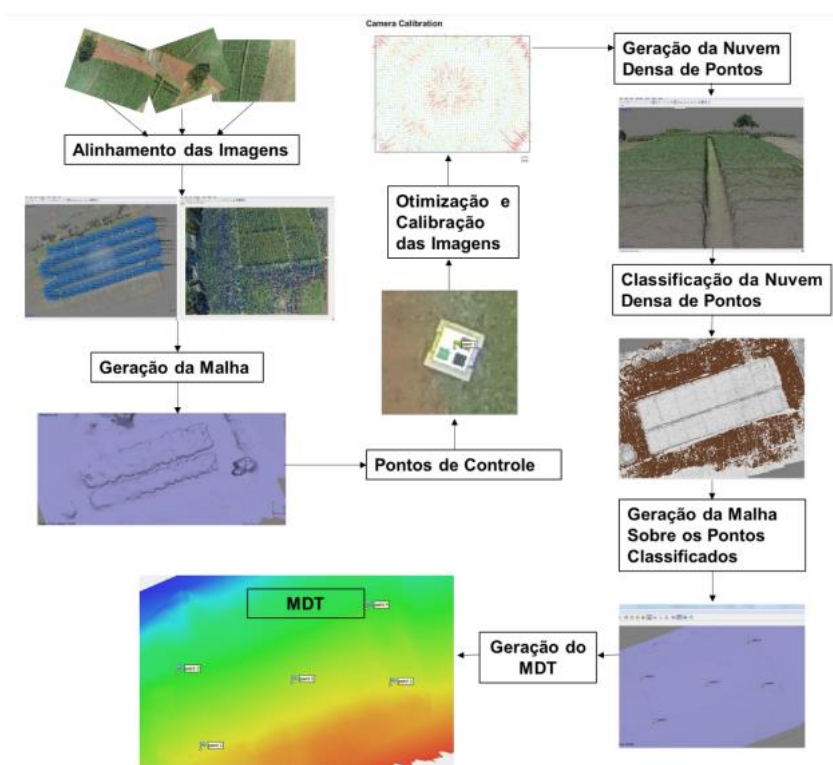 Camera Calibration
Alinhamento das Imagens
Geração da Malha
Pontos de Controle
Otimização e
Calibração
das Imagens
Geração da Nuvem
Densa de Pontos
Classificação da Nuvem
Densa de Pontos
Geração da Malha
Sobre os Pontos
Classificados
Geração do
MDT
MDT